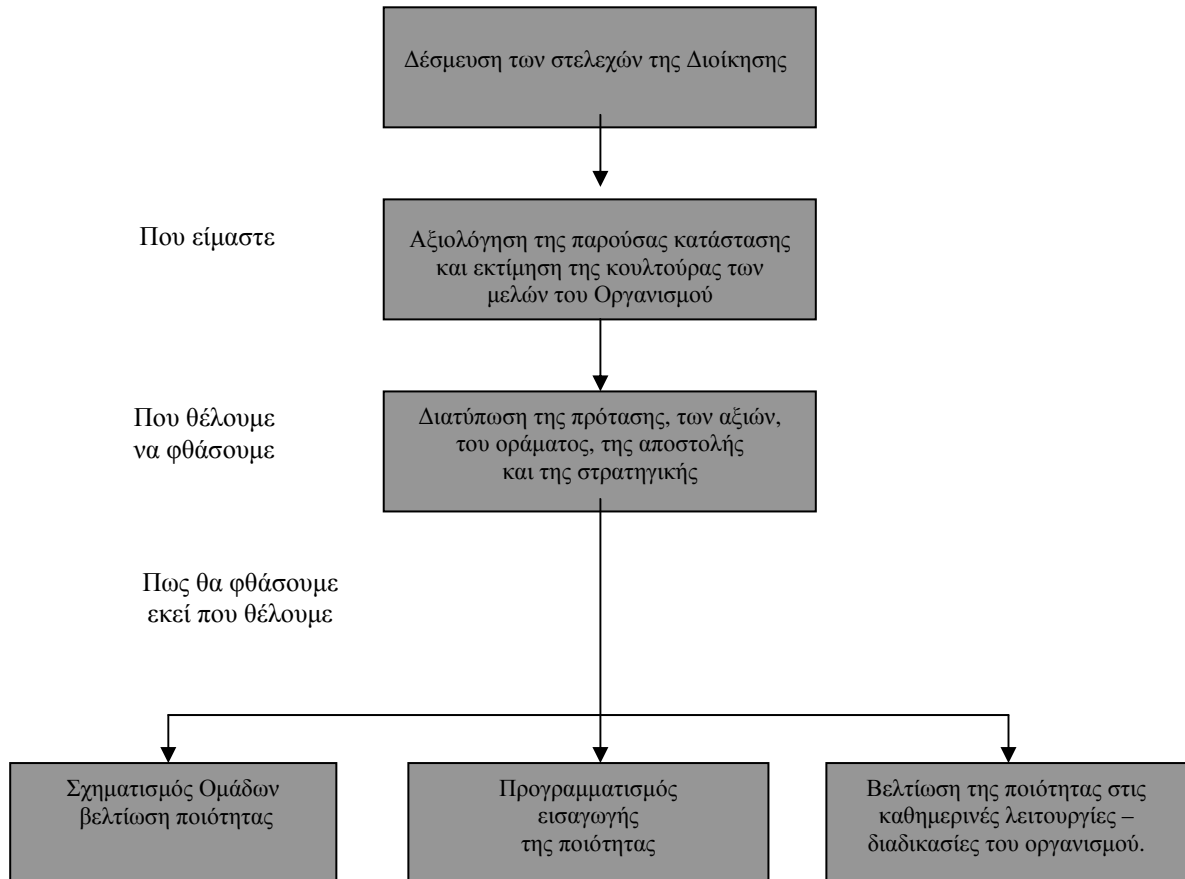 Δέσμευση των στελεχών της Διοίκησης
Που είμαστε
Αξιολόγηση της παρούσας κατάστασης
και εκτίμηση της κουλτούρας των
μελών του Οργανισμού
Που θέλουμε
να φθάσουμε
Διατύπωση της πρότασης, των αξιών,
του οράματος, της αποστολής
και της στρατηγικής
Πως θα φθάσουμε
εκεί που θέλουμε
Σχηματισμός Ομάδων
βελτίωση ποιότητας
Προγραμματισμός
εισαγωγής
της ποιότητας
Βελτίωση της ποιότητας στις
καθημερινές λειτουργίες –
διαδικασίες του οργανισμού.